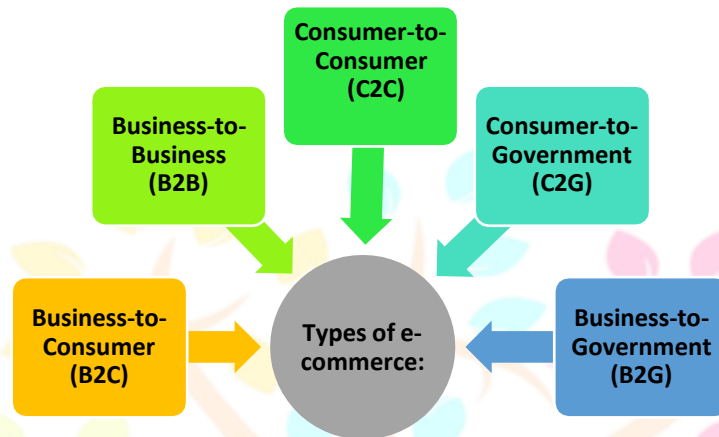 Consumer-to-
Consumer
(C2C)
Business-to-
Business
(B2B)
Consumer-to-
Government
(C2G)
Business-to-
Consumer
(B2C)
Types of e-
commerce:
Business-to-
Government
(B2G)